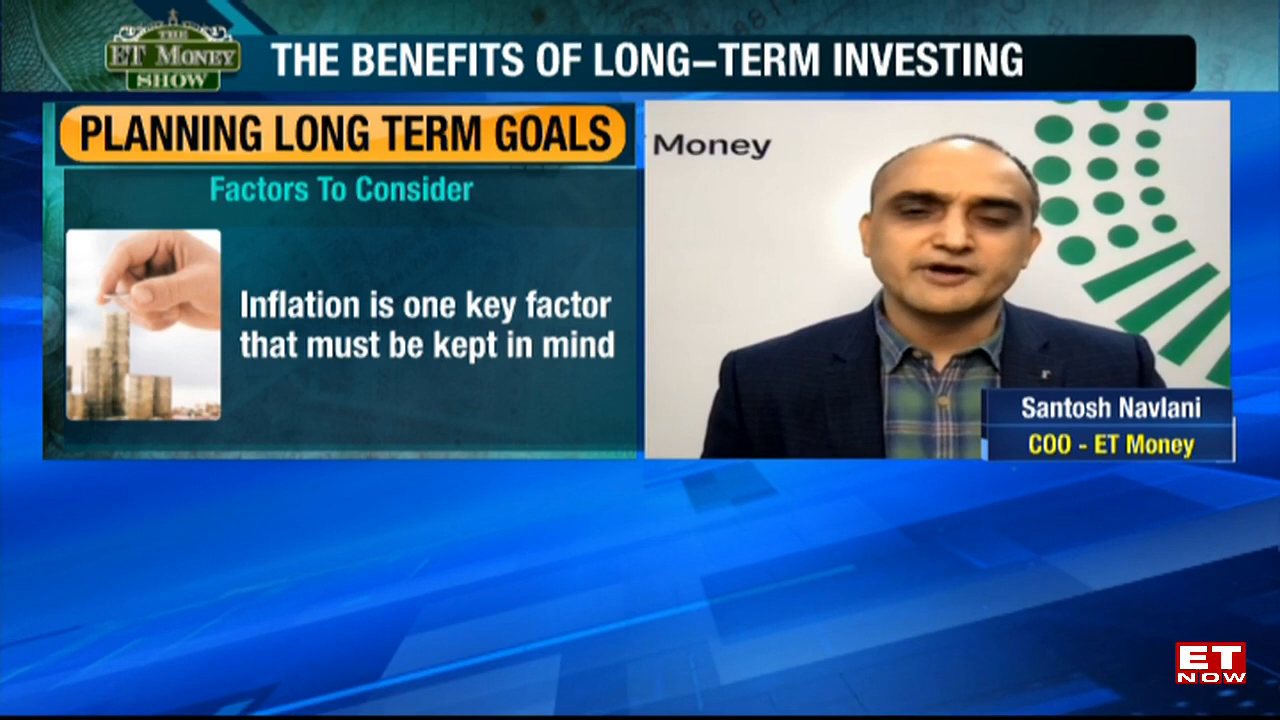 THE
ET MONEY
SHOW
THE BENEFITS OF LONG–TERM INVESTING
PLANNING LONG TERM GOALS
Factors To Consider
Inflation is one key factor
that must be kept in mind
Money
Santosh Navlani
COO - ET Money
ET
NOW